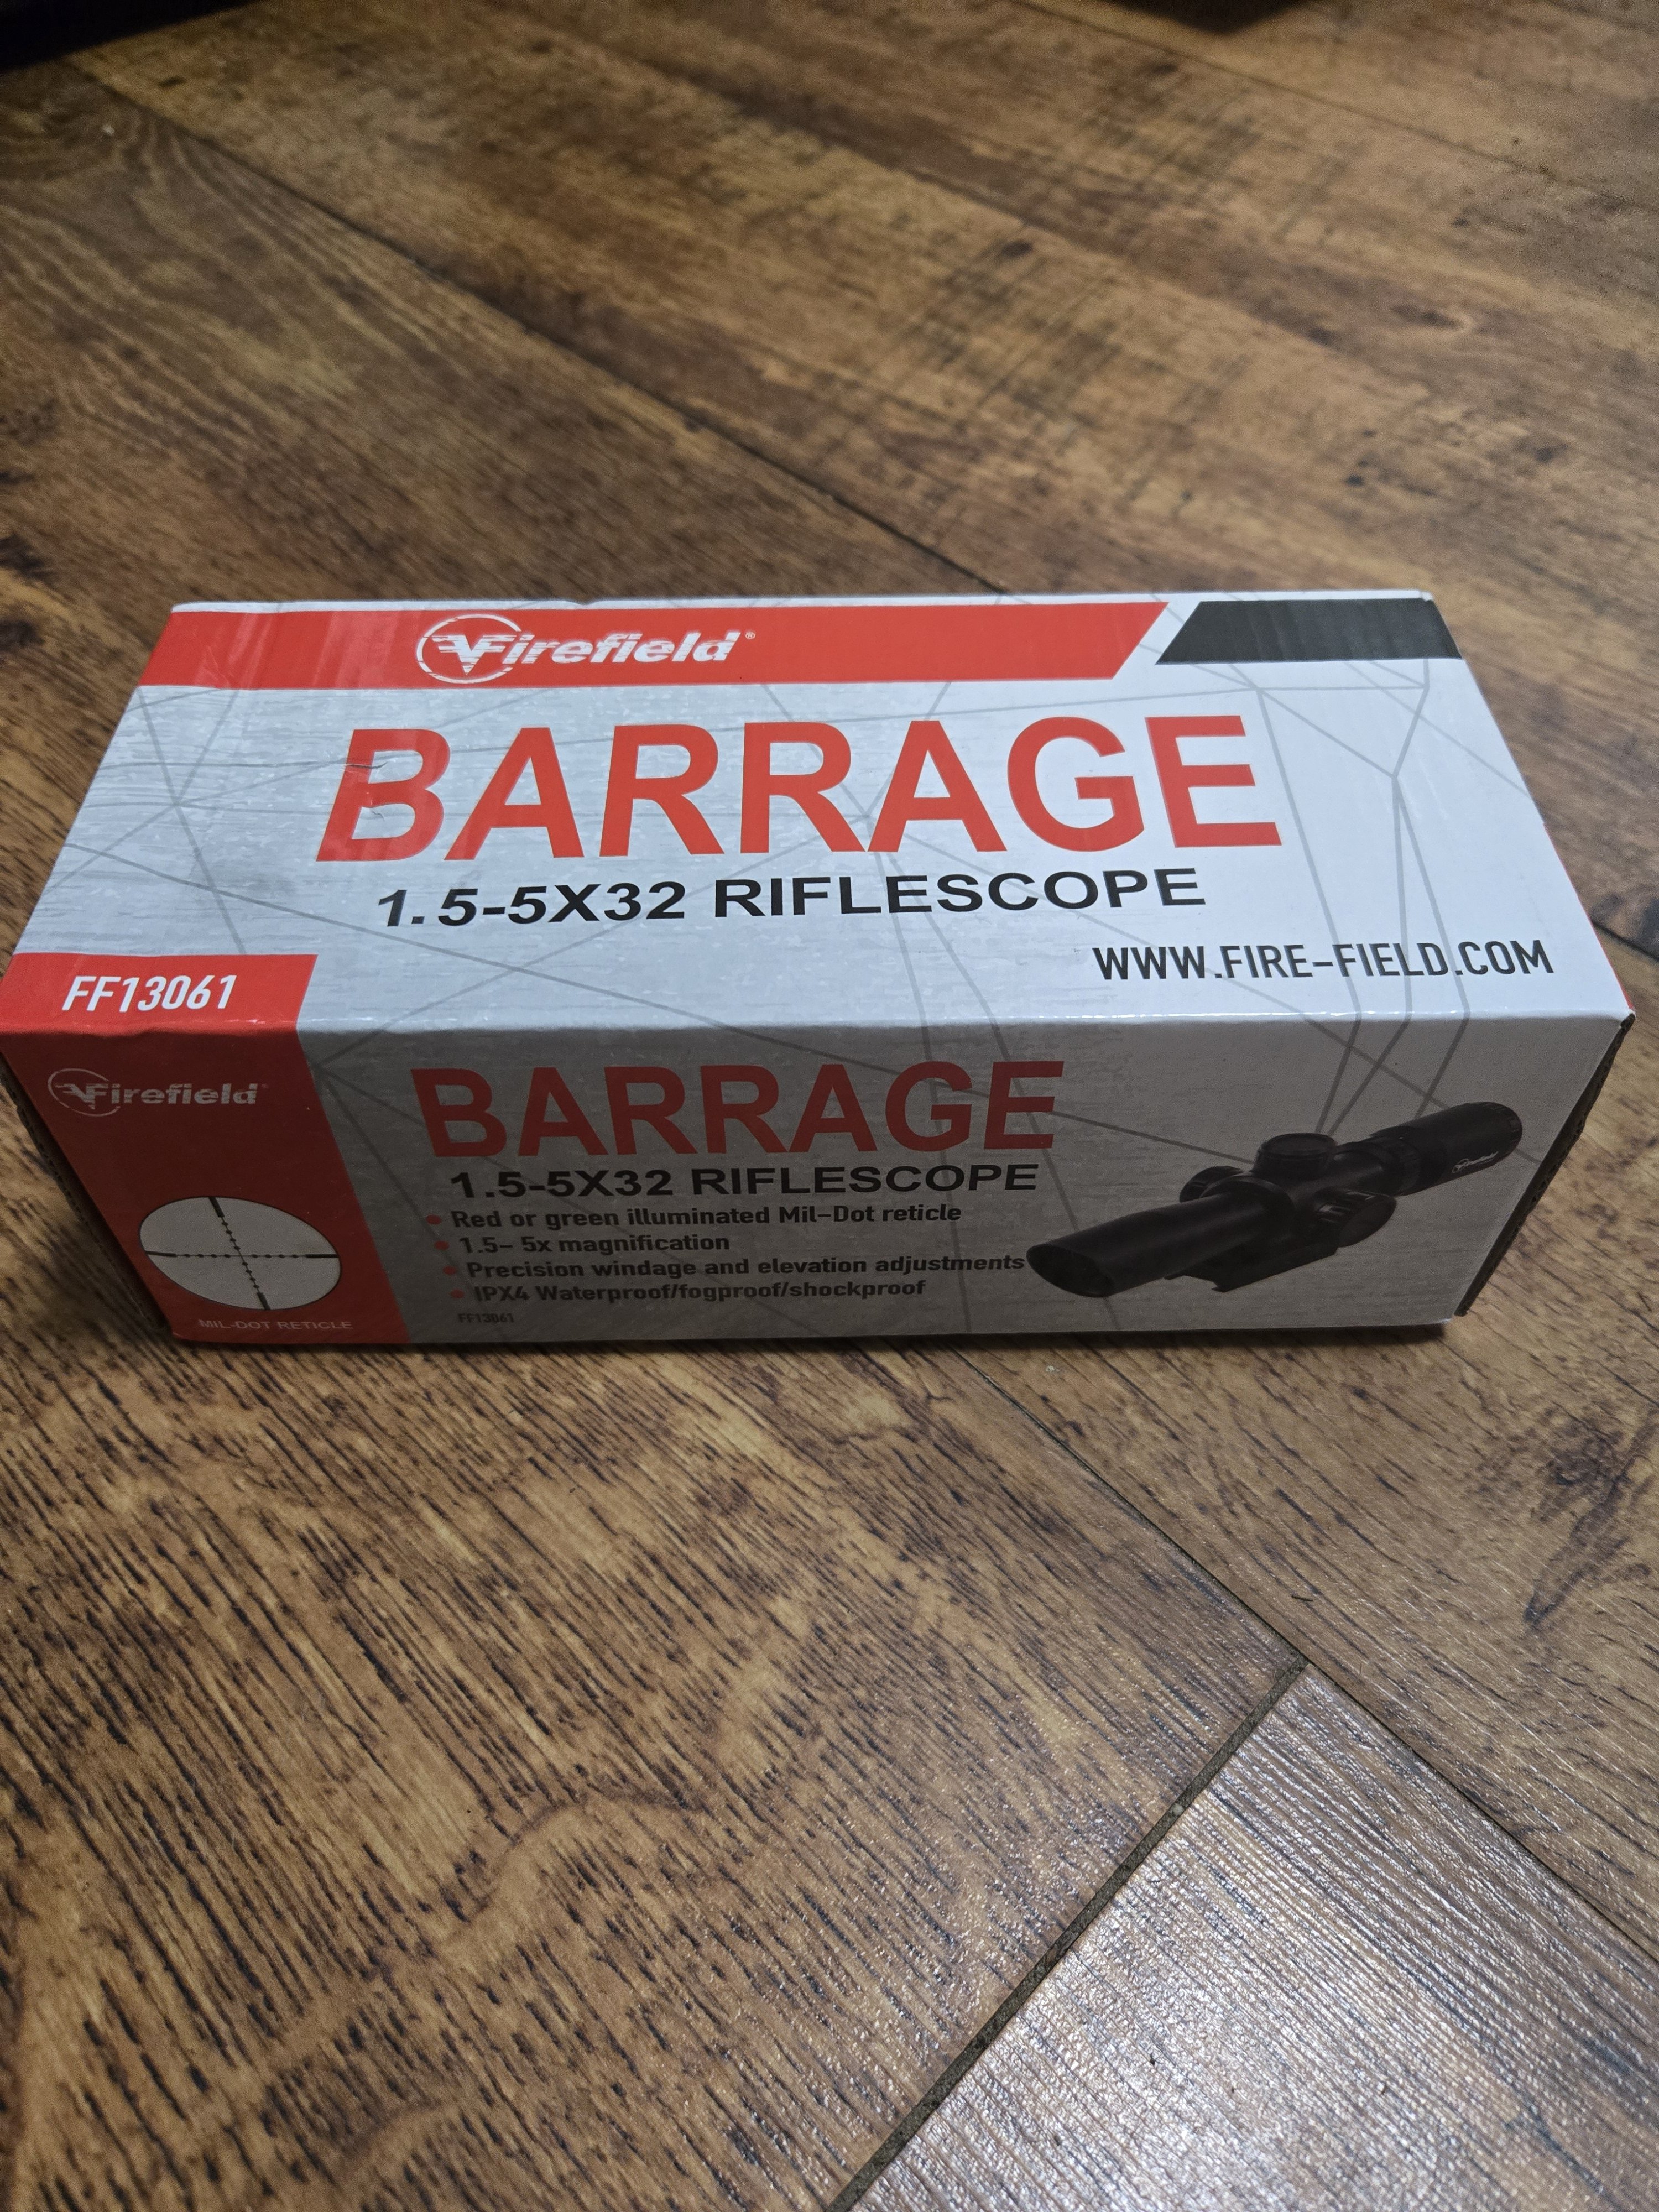 Firefield®
BARRAGE
1.5-5X32 RIFLESCOPE
WWW.FIRE-FIELD.COM
FF13061
Firefield
MIL-DOT RETICLE
BARRAGE
1.5-5X32 RIFLESCOPE
• Red or green illuminated Mil-Dot reticle
• 1.5- 5x magnification
• Precision windage and elevation adjustments
• IPX4 Waterproof/fogproof/shockproof
FF13061
Firefield